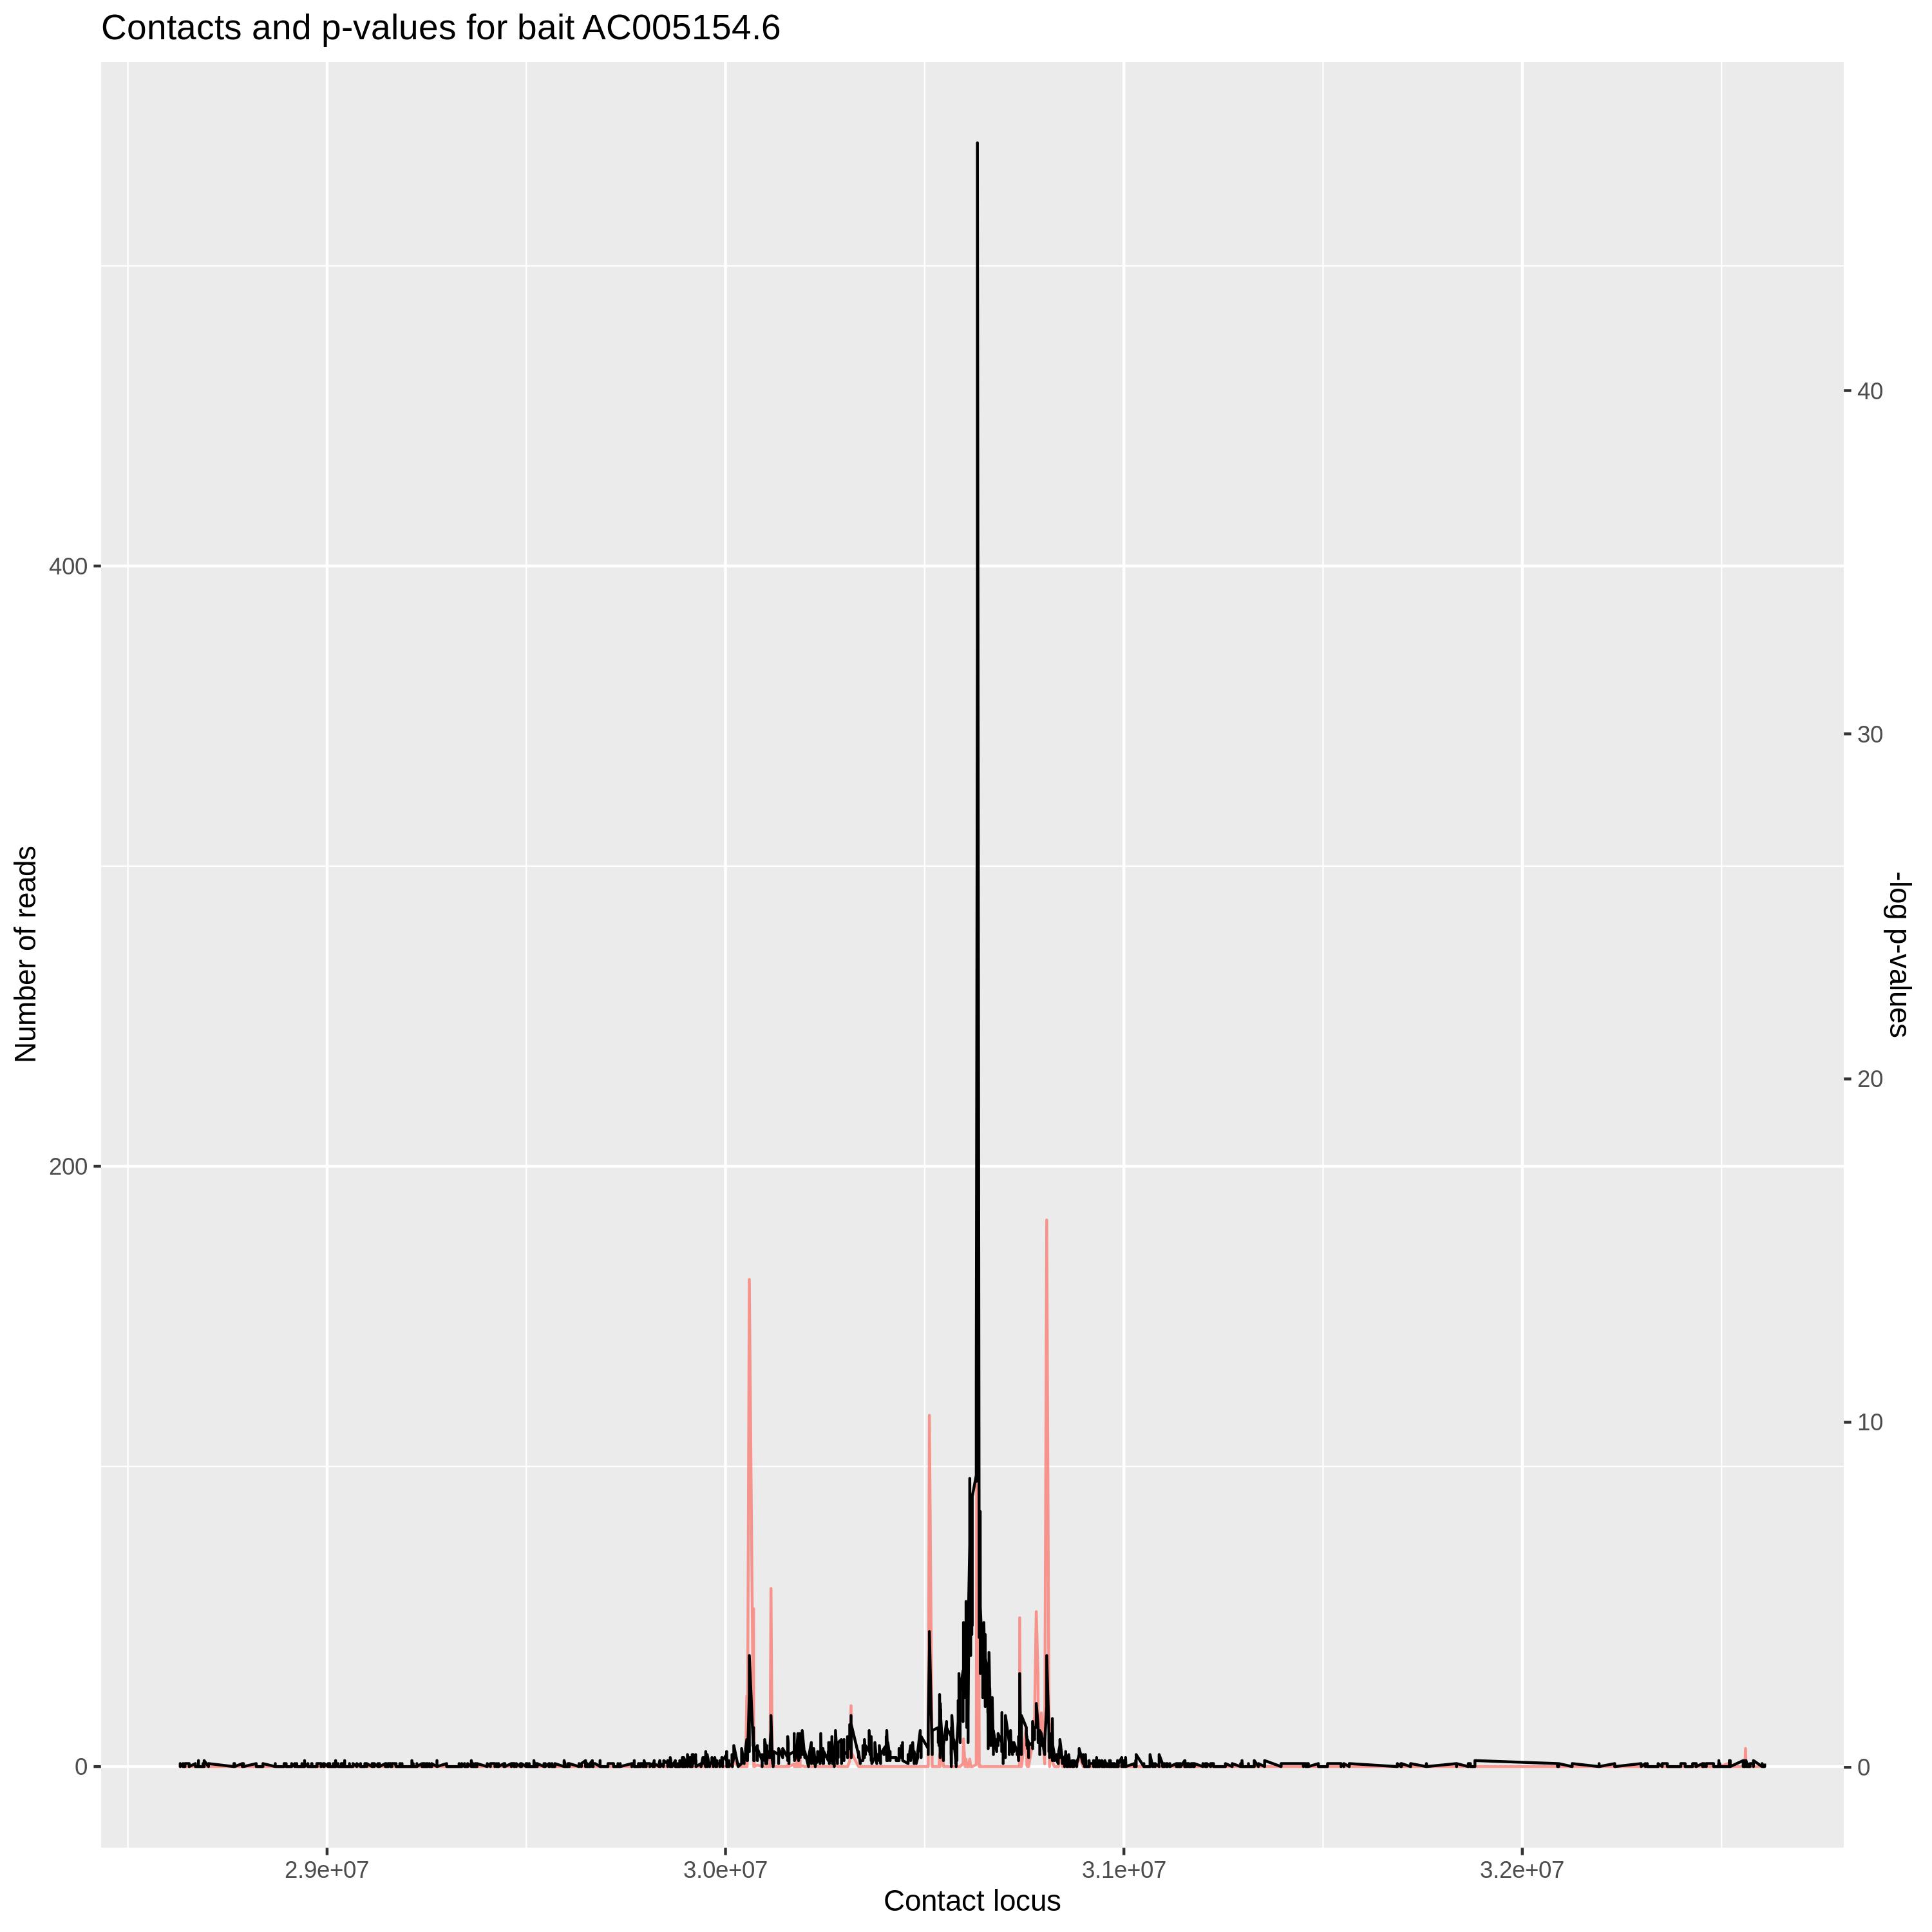 Contacts and p-values for bait AC005154.6
400
200
0
Number of reads
40
30
20
10
0
-log p-values
2.9e+07 3.0e+07 3.1e+07 3.2e+07
Contact locus